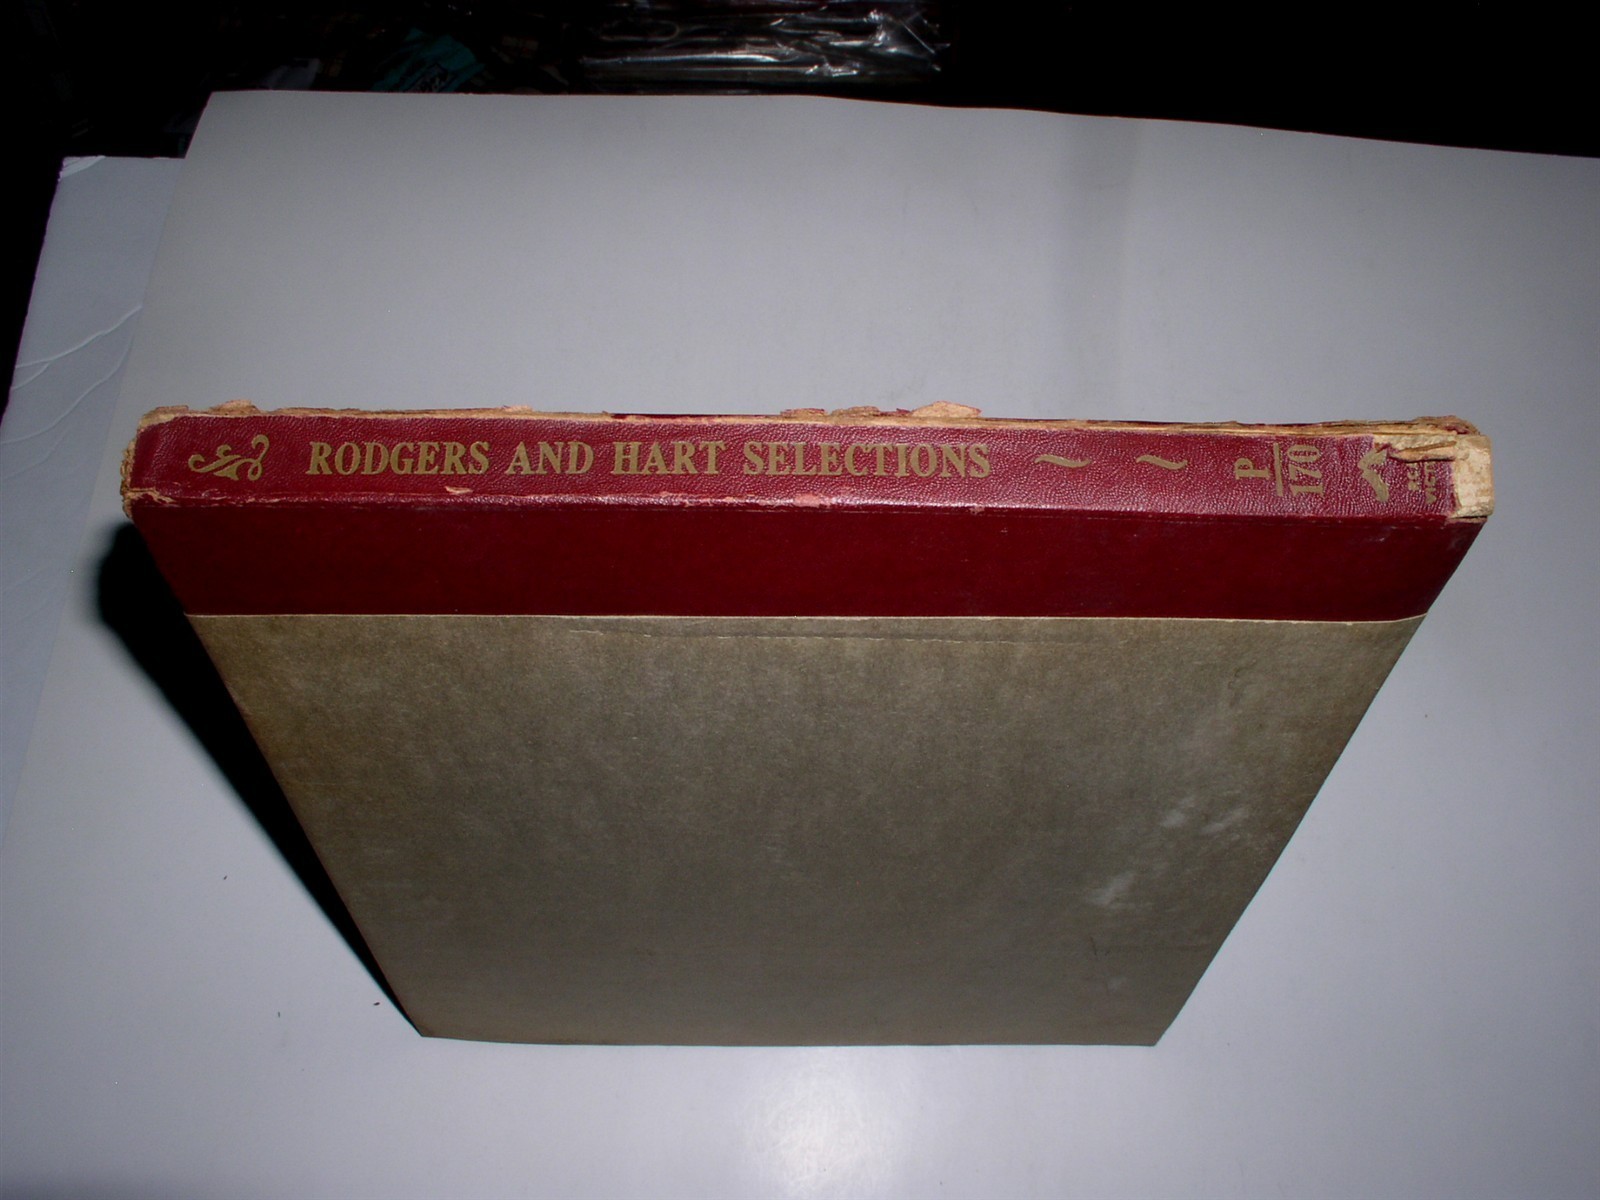 RODGERS AND HART SELECTIONS
P
170